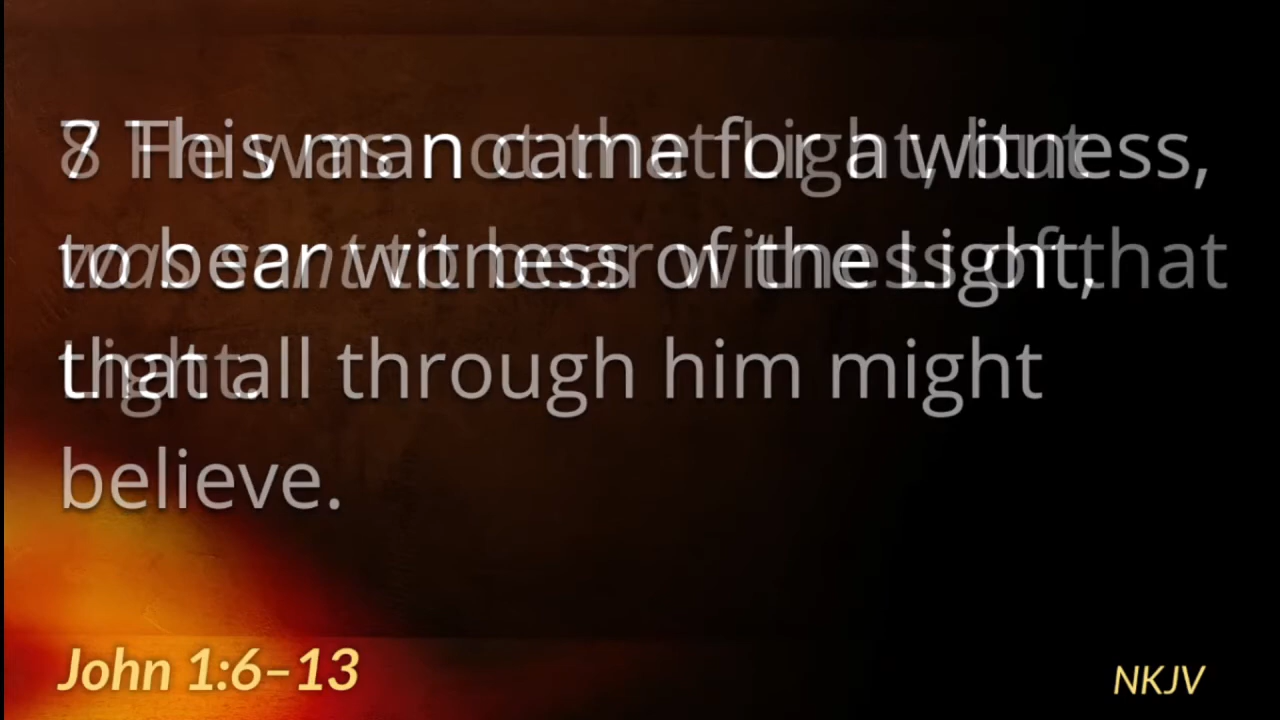 7 This man came for a witness,
to bear witness of the Light,
that all through him might
believe.
8 He was not that Light, but
was sent to bear witness of that
Light.
John 1:6–13
NKJV